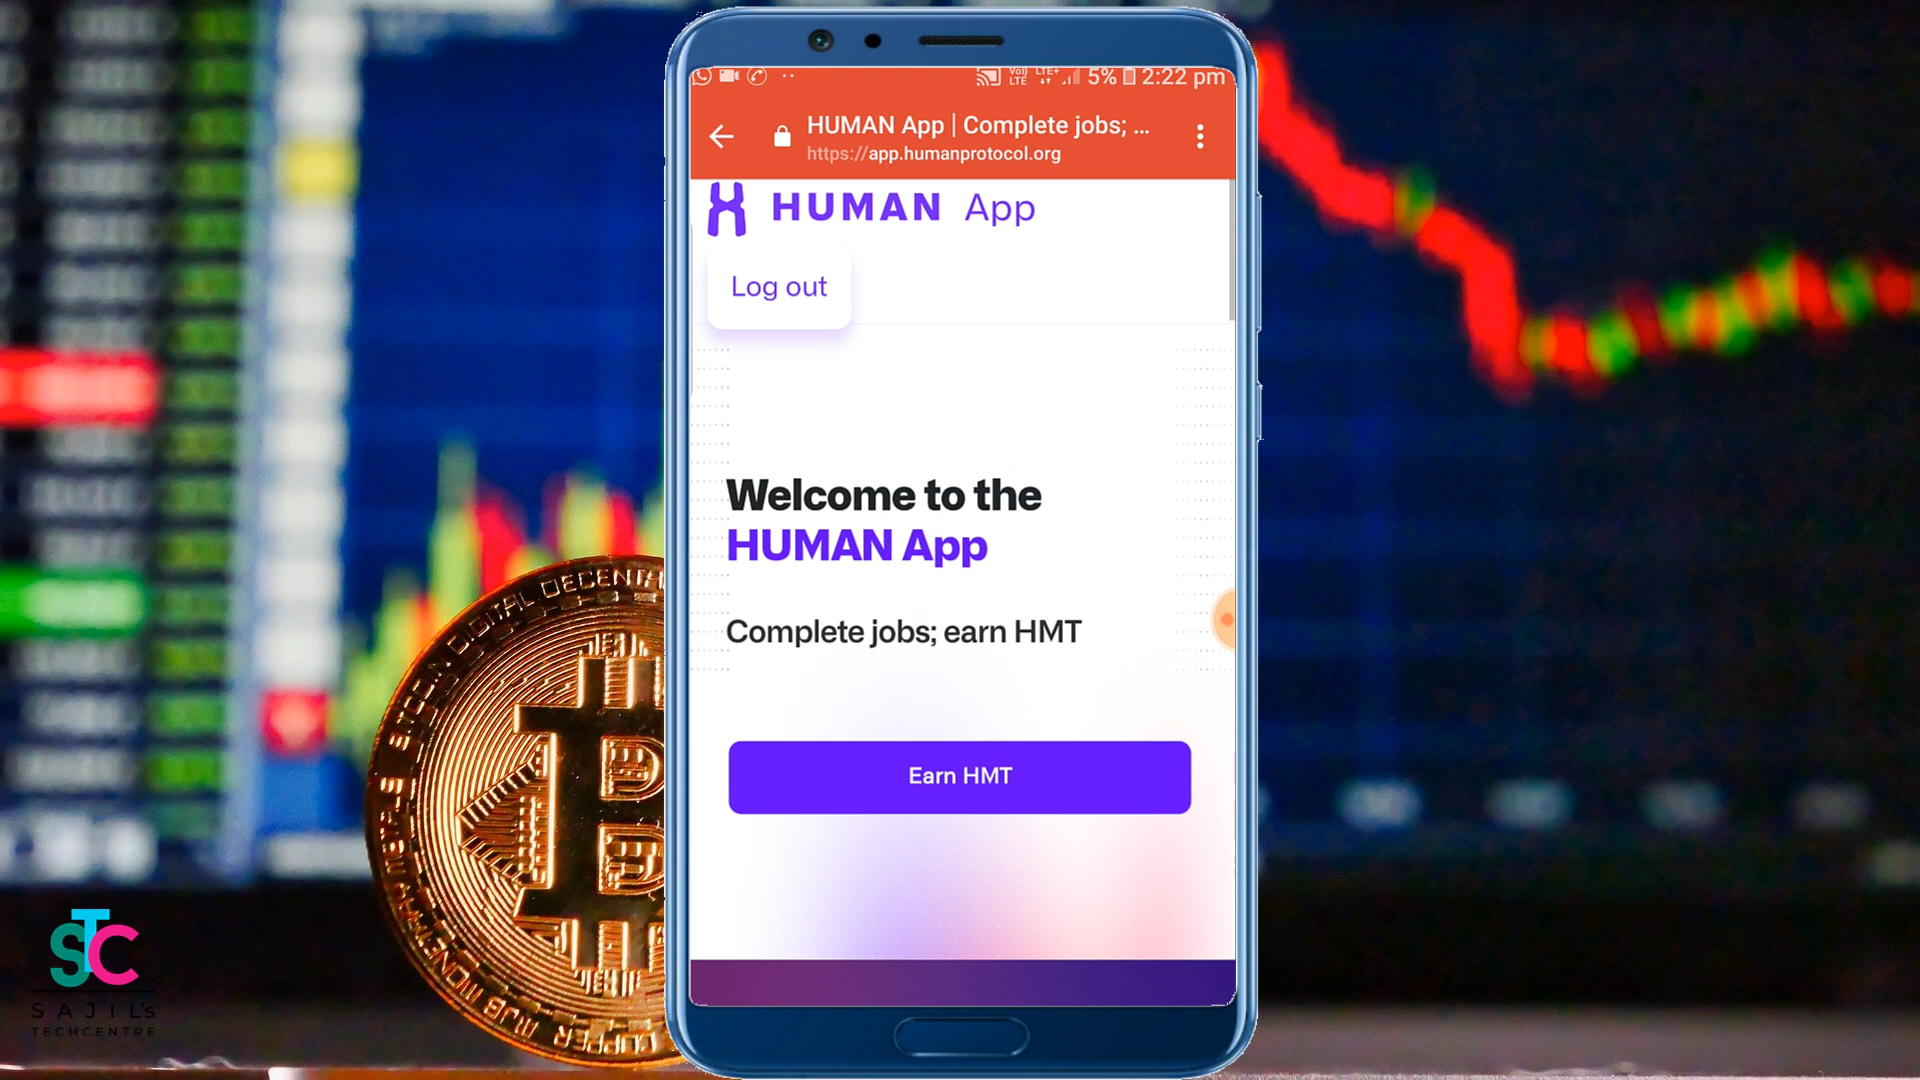 5% 2:22 pm
HUMAN App | Complete jobs; ...
https://app.humanprotocol.org
HUMAN App
Log out
Welcome to the
HUMAN App
Complete jobs; earn HMT
Earn HMT
STC
SAJIL's
TECHCENTRE